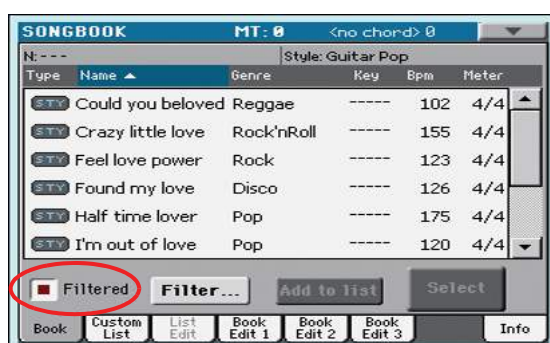 SONGBOOK MT: 0 <no chord> 0
N:--- Style: Guitar Pop
Type Name Genre Key Bpm Meter
STY Could you beloved Reggae ----- 102 4/4
STY Crazy little love Rock'nRoll ----- 155 4/4
STY Feel love power Rock ----- 123 4/4
STY Found my love Disco ----- 126 4/4
STY Half time lover Pop ----- 175 4/4
STY I'm out of love Pop ----- 120 4/4
Filtered Filter... Add to list Select
Book Custom List List Edit Book Edit 1 Book Edit 2 Book Edit 3 Info